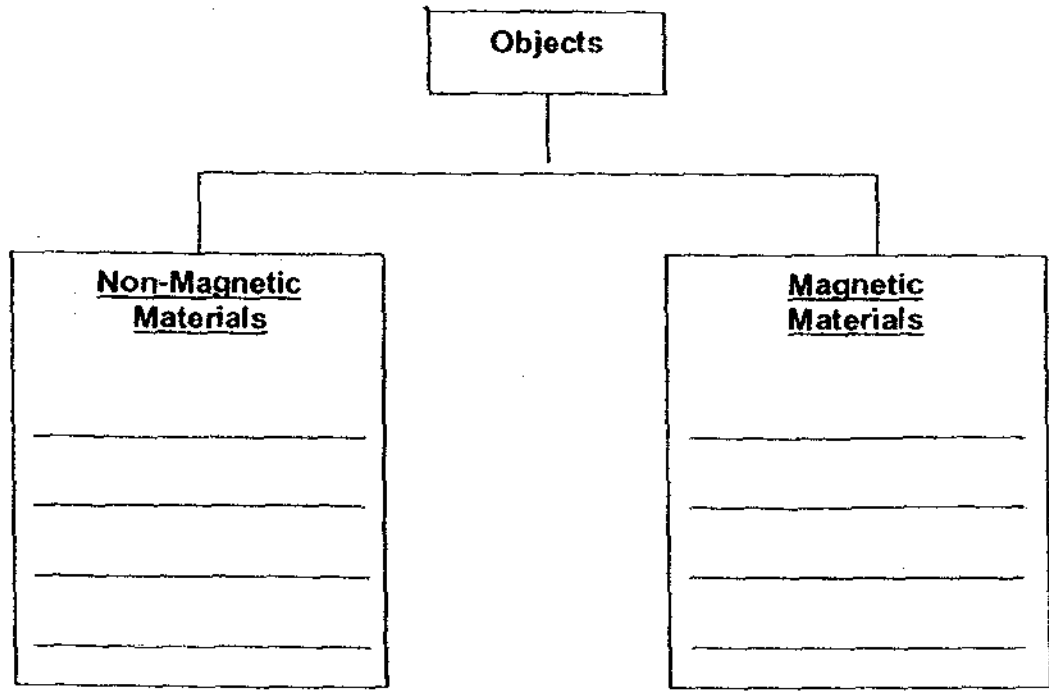 Objects
Non-Magnetic
Materials
Magnetic
Materials